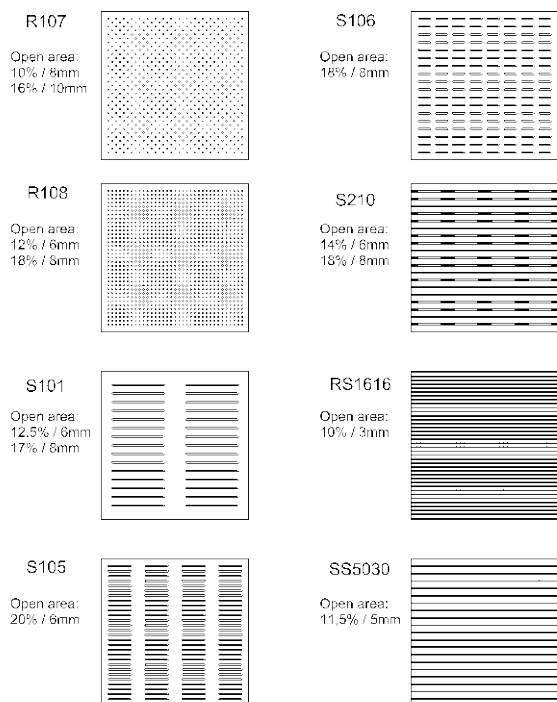 R107
Open area:
10% / 8mm
16% / 10mm
S106
Open area:
18% / 8mm
R108
Open area:
12% / 6mm
18% / 8mm
S210
Open area:
14% / 6mm
18% / 8mm
S101
Open area:
12.5% / 6mm
17% / 8mm
RS1616
Open area:
10% / 3mm
S105
Open area:
20% / 6mm
SS5030
Open area:
11,5% / 5mm